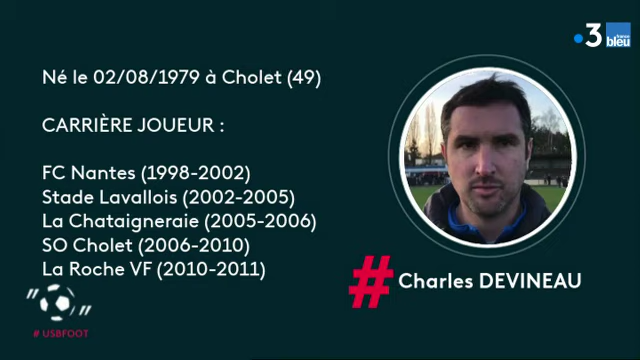 3
france
bleu
Né le 02/08/1979 à Cholet (49)
CARRIÈRE JOUEUR :
FC Nantes (1998-2002)
Stade Lavallois (2002-2005)
La Chataigneraie (2005-2006)
SO Cholet (2006-2010)
La Roche VF (2010-2011)
# Charles DEVINEAU
" "
# USBFOOT